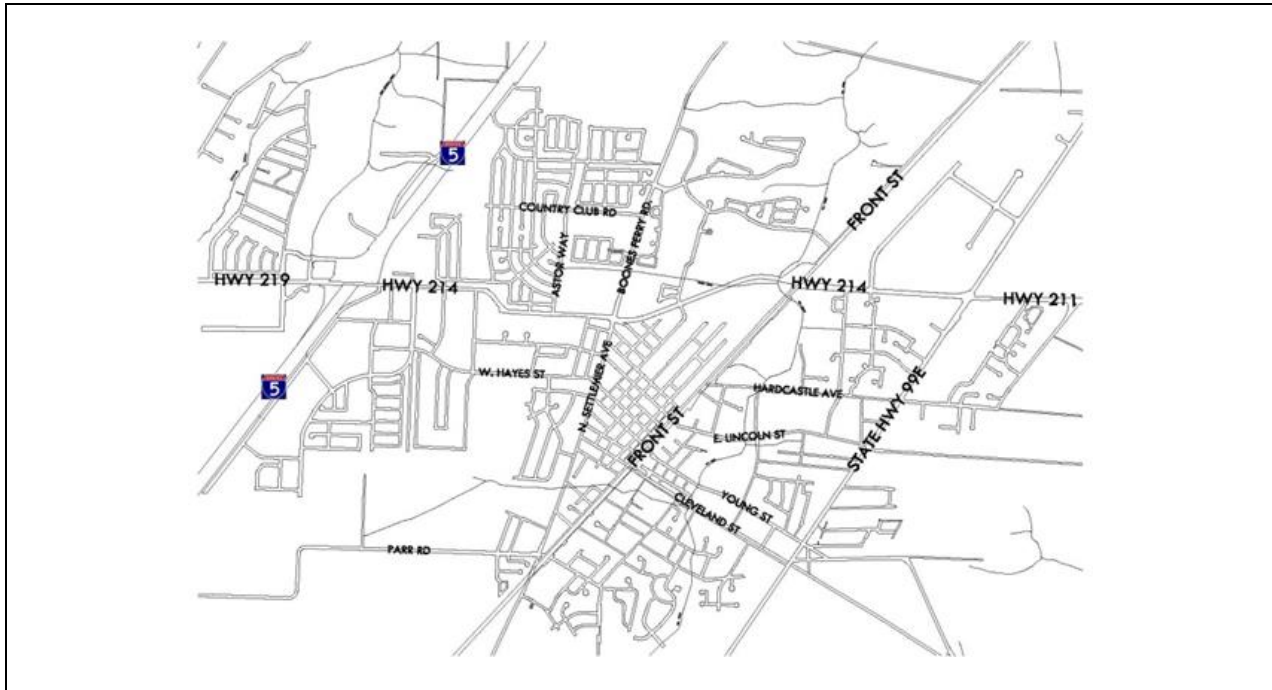 5
COUNTRY CLUB RD
FRONT ST
ASTOR WAY
BOONES FERRY RD.
HWY 219
HWY 214
HWY 214
HWY 211
W. HAYES ST
N. SETTLEMIER AVE
5
HARDCASTLE AVE
STATE HWY 99E
FRONT ST
E. LINCOLN ST
YOUNG ST
CLEVELAND ST
PARR RD